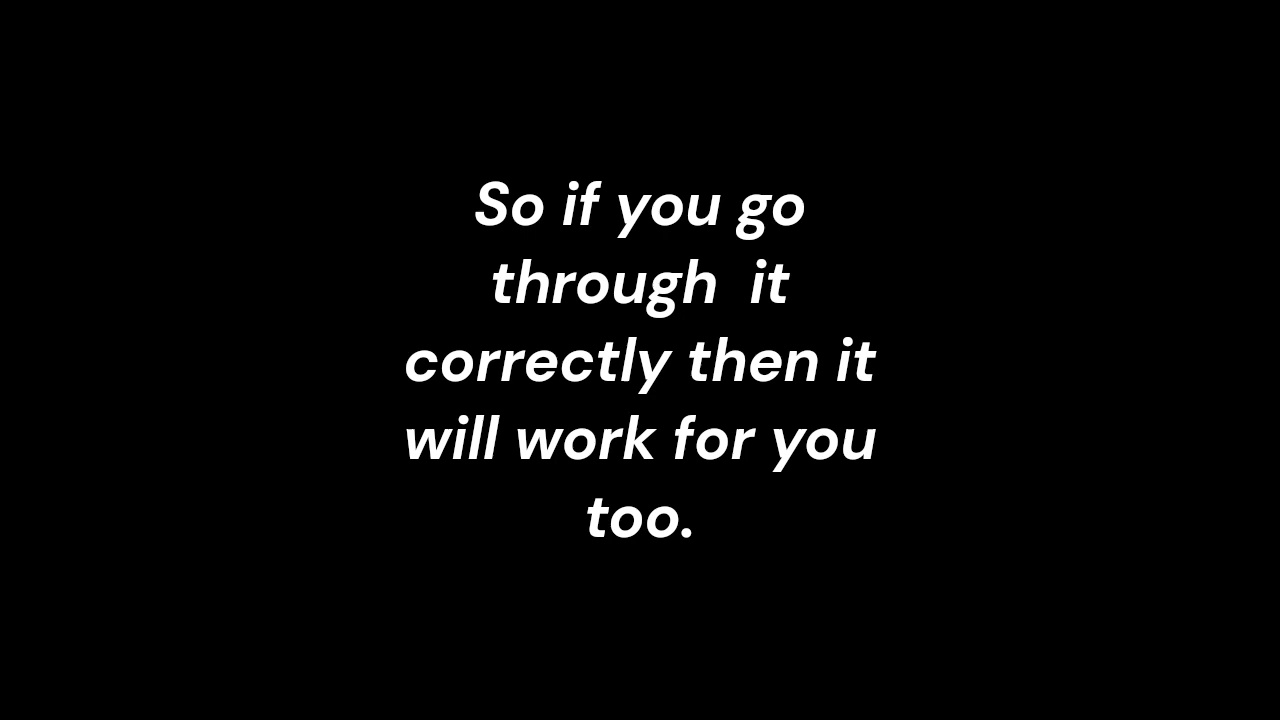 So if you go
through  it
correctly then it
will work for you
too.